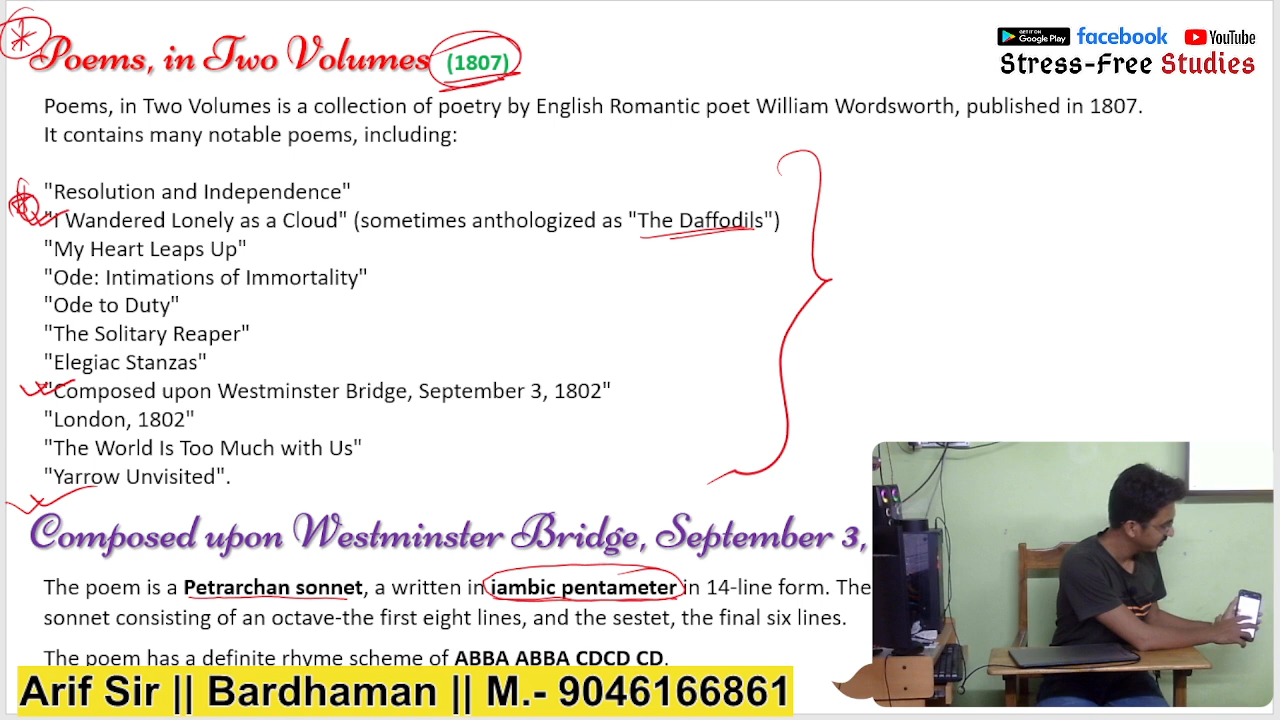 Poems, in Two Volumes (1807)
GET IT ON Google Play facebook YouTube
Stress-Free Studies
Poems, in Two Volumes is a collection of poetry by English Romantic poet William Wordsworth, published in 1807.
It contains many notable poems, including:
"Resolution and Independence"
"I Wandered Lonely as a Cloud" (sometimes anthologized as "The Daffodils")
"My Heart Leaps Up"
"Ode: Intimations of Immortality"
"Ode to Duty"
"The Solitary Reaper"
"Elegiac Stanzas"
"Composed upon Westminster Bridge, September 3, 1802"
"London, 1802"
"The World Is Too Much with Us"
"Yarrow Unvisited".
Composed upon Westminster Bridge, September 3,
The poem is a Petrarchan sonnet, a written in iambic pentameter in 14-line form. The
sonnet consisting of an octave-the first eight lines, and the sestet, the final six lines.
The poem has a definite rhyme scheme of ABBA ABBA CDCD CD.
Arif Sir || Bardhaman || M.- 9046166861